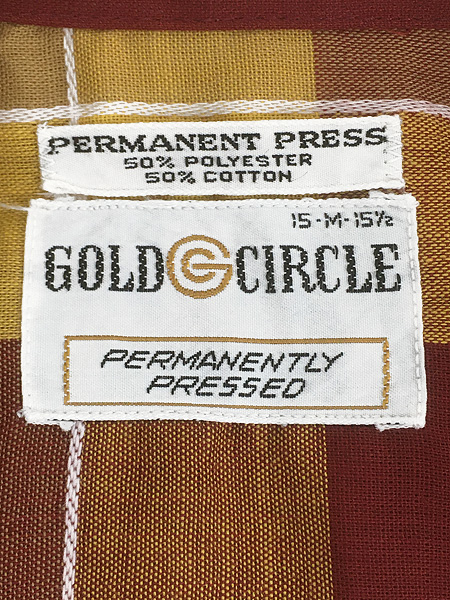 PERMANENT PRESS
50% POLYESTER
50% COTTON
15-M-15½
GOLD CIRCLE
PERMANENTLY
PRESSED